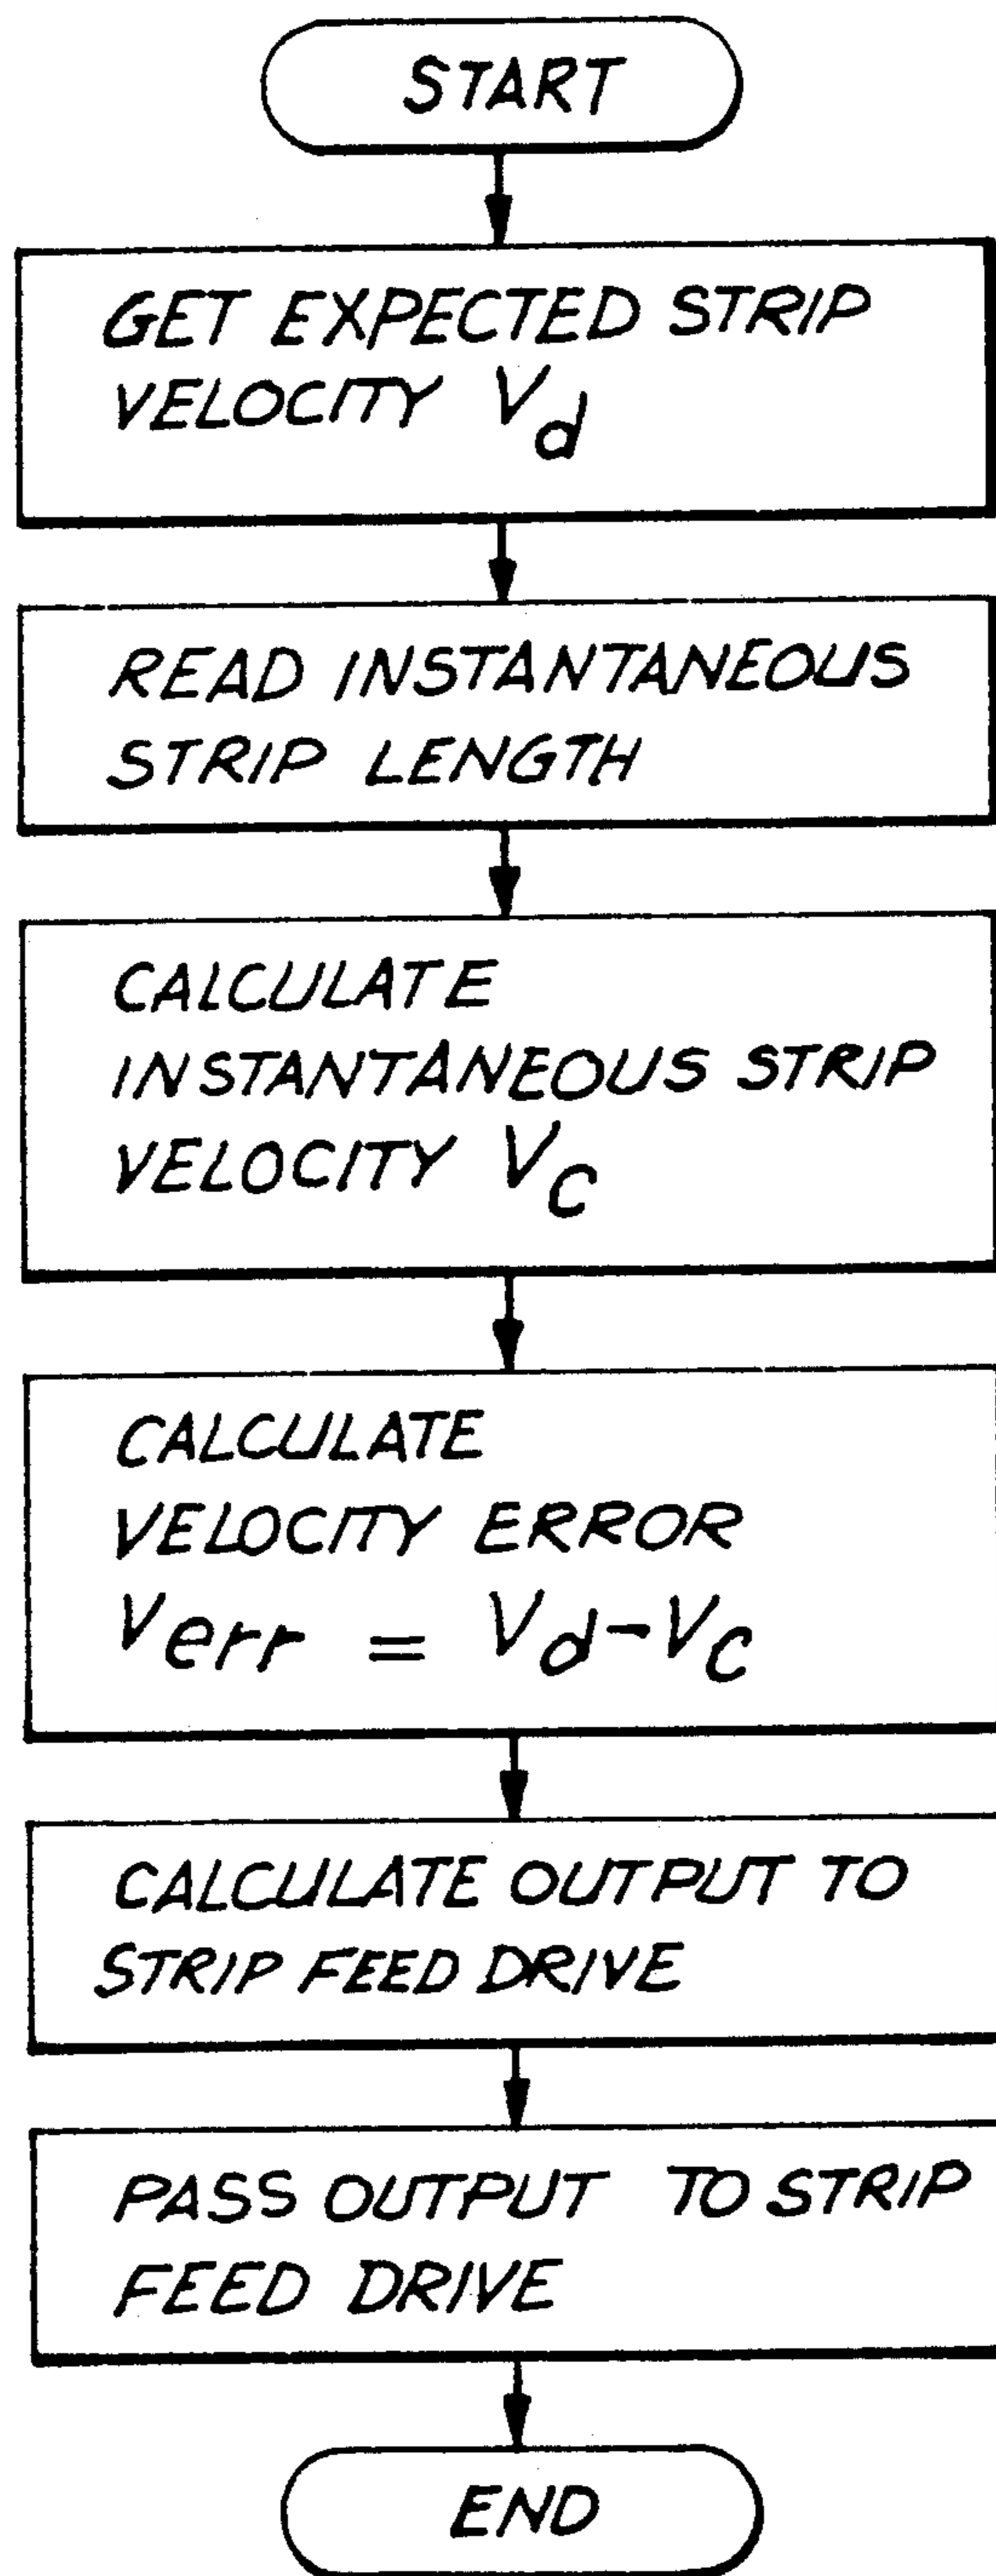 START
GET EXPECTED STRIP
VELOCITY Vd
READ INSTANTANEOUS
STRIP LENGTH
CALCULATE
INSTANTANEOUS STRIP
VELOCITY Vc
CALCULATE
VELOCITY ERROR
Verr = Vd-Vc
CALCULATE OUTPUT TO
STRIP FEED DRIVE
PASS OUTPUT TO STRIP
FEED DRIVE
END